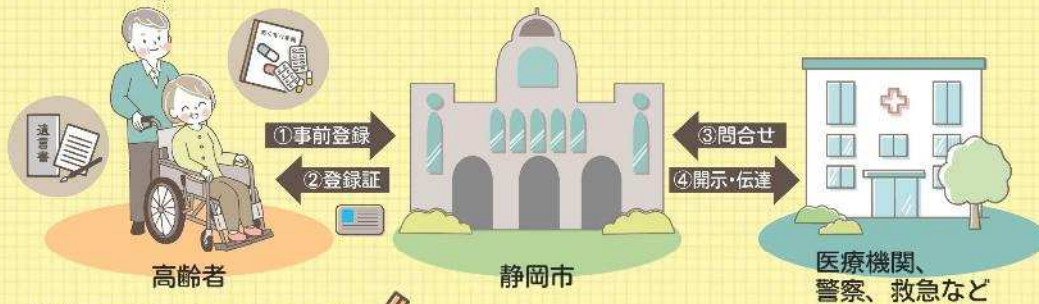 おくすり手帳
遺言書
①事前登録
②登録証
③問合せ
④開示・伝達
高齢者
静岡市
医療機関、
警察、救急など